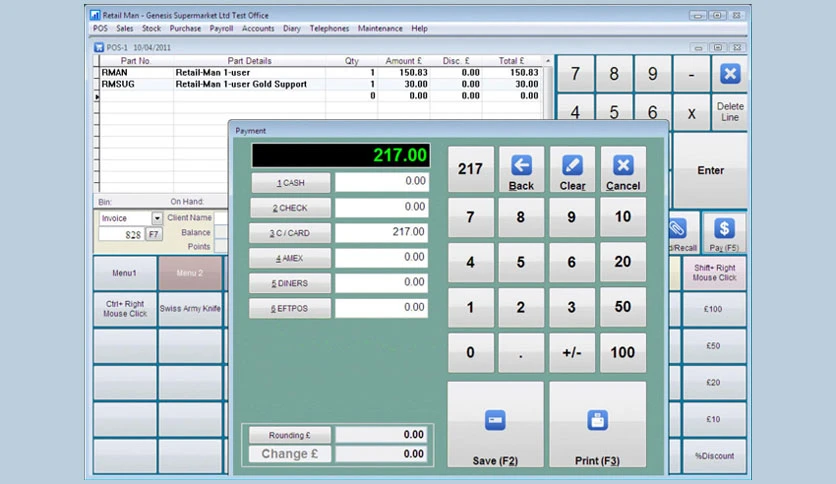 Retail Man - Genesis Supermarket Ltd Test Office
POS Sales Stock Purchase Payroll Accounts Diary Telephones Maintenance Help
POS-1 10/04/2011
Part No. Part Details Qty Amount £ Disc. £ Total £
RMAN Retail-Man 1-user 1 150.83 0.00 150.83
RMSUG Retail-Man 1-user Gold Support 1 30.00 0.00 30.00
0 0.00 0.00 0.00
7 8 9 -
4 5 6 x Delete Line
Enter
Bin: On Hand:
Invoice Client Name
828 F7 Balance
Points
d/Recall Pay (F5)
Menu1 Menu 2 Shift+ Right Mouse Click
Ctrl+ Right Mouse Click Swiss Army Knife £100
£50
£20
£10
%Discount
Payment
217.00
1 CASH 0.00
2 CHECK 0.00
3 C / CARD 217.00
4 AMEX 0.00
5 DINERS 0.00
6 EFTPOS 0.00
Rounding £ 0.00
Change £ 0.00
217 Back Clear Cancel
7 8 9 10
4 5 6 20
1 2 3 50
0 . +/- 100
Save (F2) Print (F3)